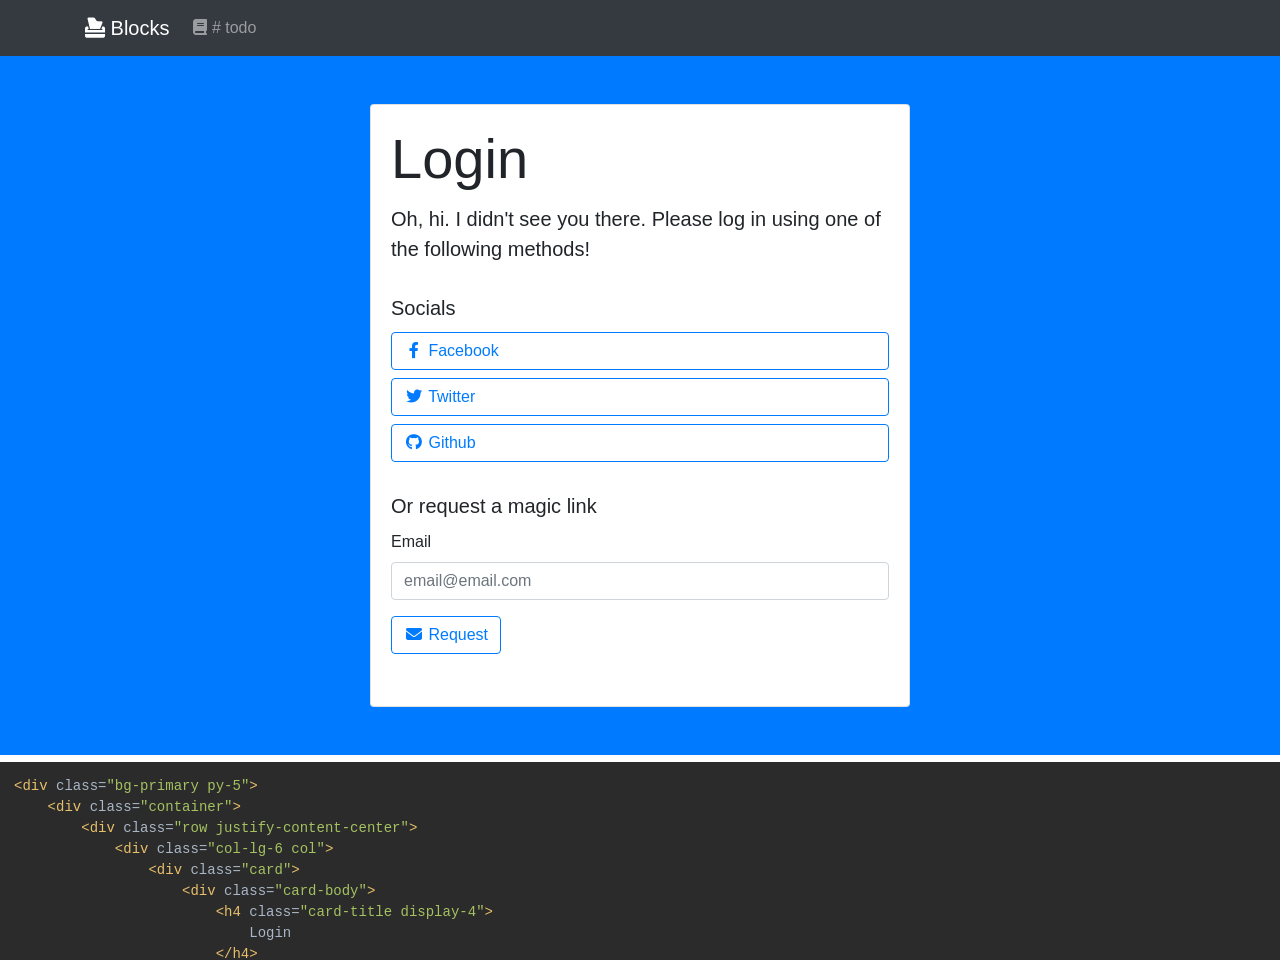 Blocks # todo
Login
Oh, hi. I didn't see you there. Please log in using one of
the following methods!
Socials
Facebook
Twitter
Github
Or request a magic link
Email
email@email.com
Request
<div class="bg-primary py-5">
    <div class="container">
        <div class="row justify-content-center">
            <div class="col-lg-6 col">
                <div class="card">
                    <div class="card-body">
                        <h4 class="card-title display-4">
                            Login
                        </h4>